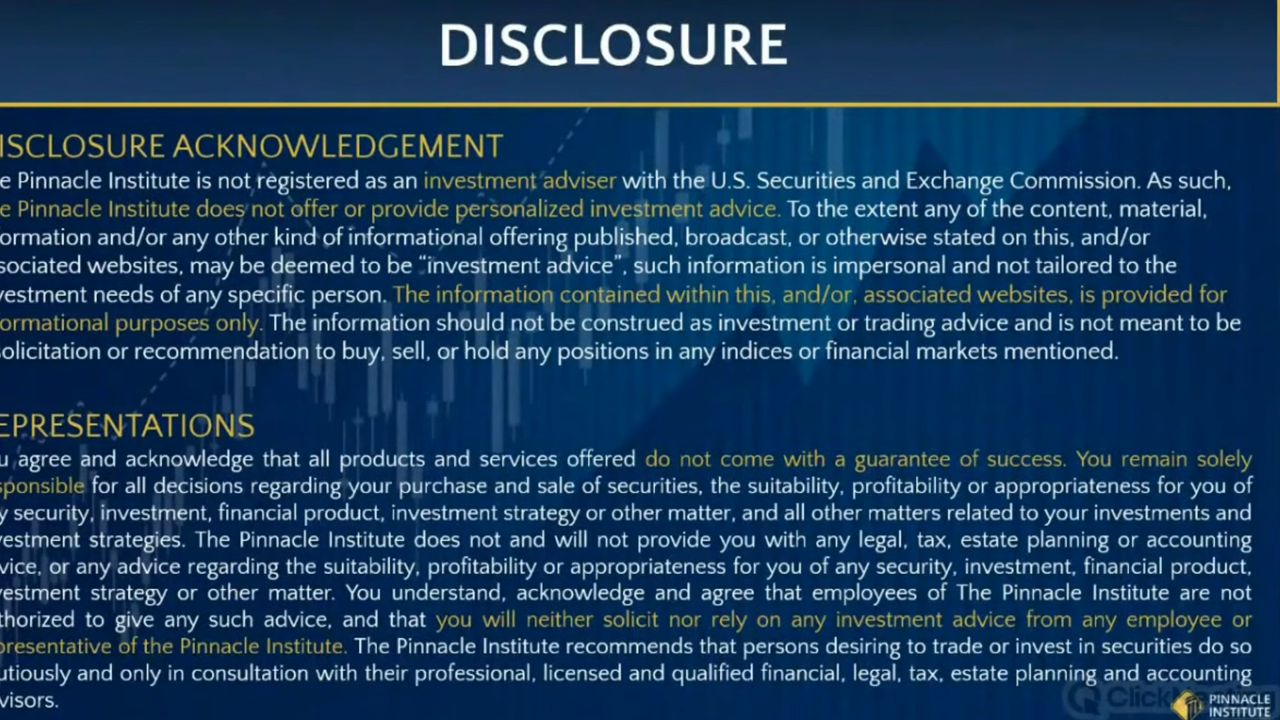 DISCLOSURE
ISCLOSURE ACKNOWLEDGEMENT
e Pinnacle Institute is not registered as an investment adviser with the U.S. Securities and Exchange Commission. As such,
e Pinnacle Institute does not offer or provide personalized investment advice. To the extent any of the content, material,
ormation and/or any other kind of informational offering published, broadcast, or otherwise stated on this, and/or
sociated websites, may be deemed to be “investment advice”, such information is impersonal and not tailored to the
vestment needs of any specific person. The information contained within this, and/or, associated websites, is provided for
ormational purposes only. The information should not be construed as investment or trading advice and is not meant to be
solicitation or recommendation to buy, sell, or hold any positions in any indices or financial markets mentioned.
EPRESENTATIONS
u agree and acknowledge that all products and services offered do not come with a guarantee of success. You remain solely
sponsible for all decisions regarding your purchase and sale of securities, the suitability, profitability or appropriateness for you of
y security, investment, financial product, investment strategy or other matter, and all other matters related to your investments and
vestment strategies. The Pinnacle Institute does not and will not provide you with any legal, tax, estate planning or accounting
vice, or any advice regarding the suitability, profitability or appropriateness for you of any security, investment, financial product,
vestment strategy or other matter. You understand, acknowledge and agree that employees of The Pinnacle Institute are not
thorized to give any such advice, and that you will neither solicit nor rely on any investment advice from any employee or
presentative of the Pinnacle Institute. The Pinnacle Institute recommends that persons desiring to trade or invest in securities do so
utiously and only in consultation with their professional, licensed and qualified financial, legal, tax, estate planning and accounting
visors.
PINNACLE
INSTITUTE